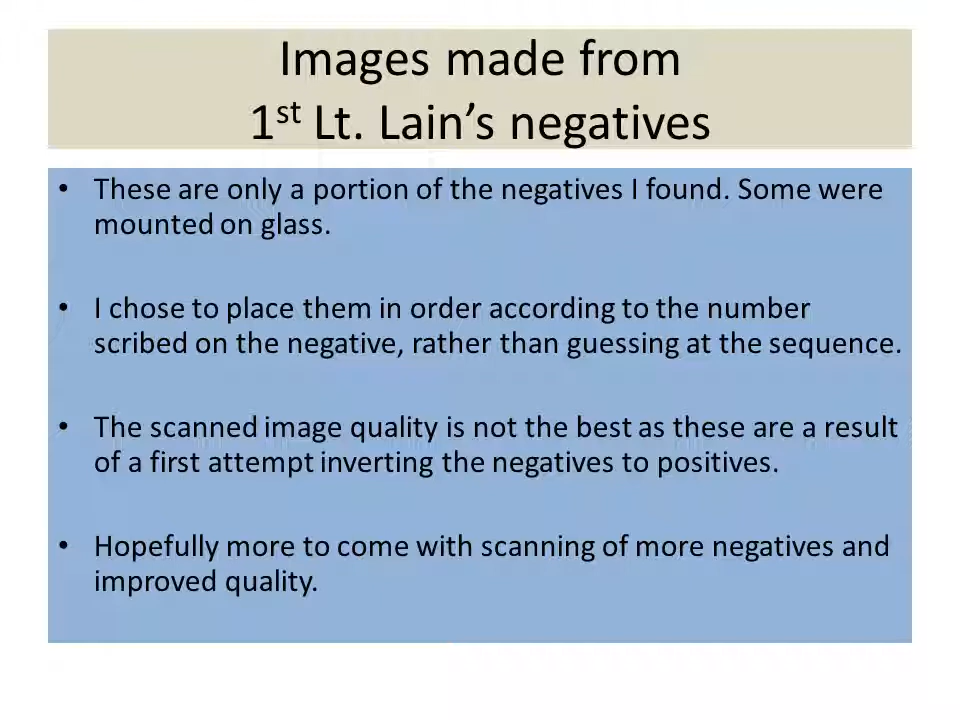 Images made from
1st Lt. Lain's negatives
• These are only a portion of the negatives I found. Some were
mounted on glass.
• I chose to place them in order according to the number
scribed on the negative, rather than guessing at the sequence.
• The scanned image quality is not the best as these are a result
of a first attempt inverting the negatives to positives.
• Hopefully more to come with scanning of more negatives and
improved quality.